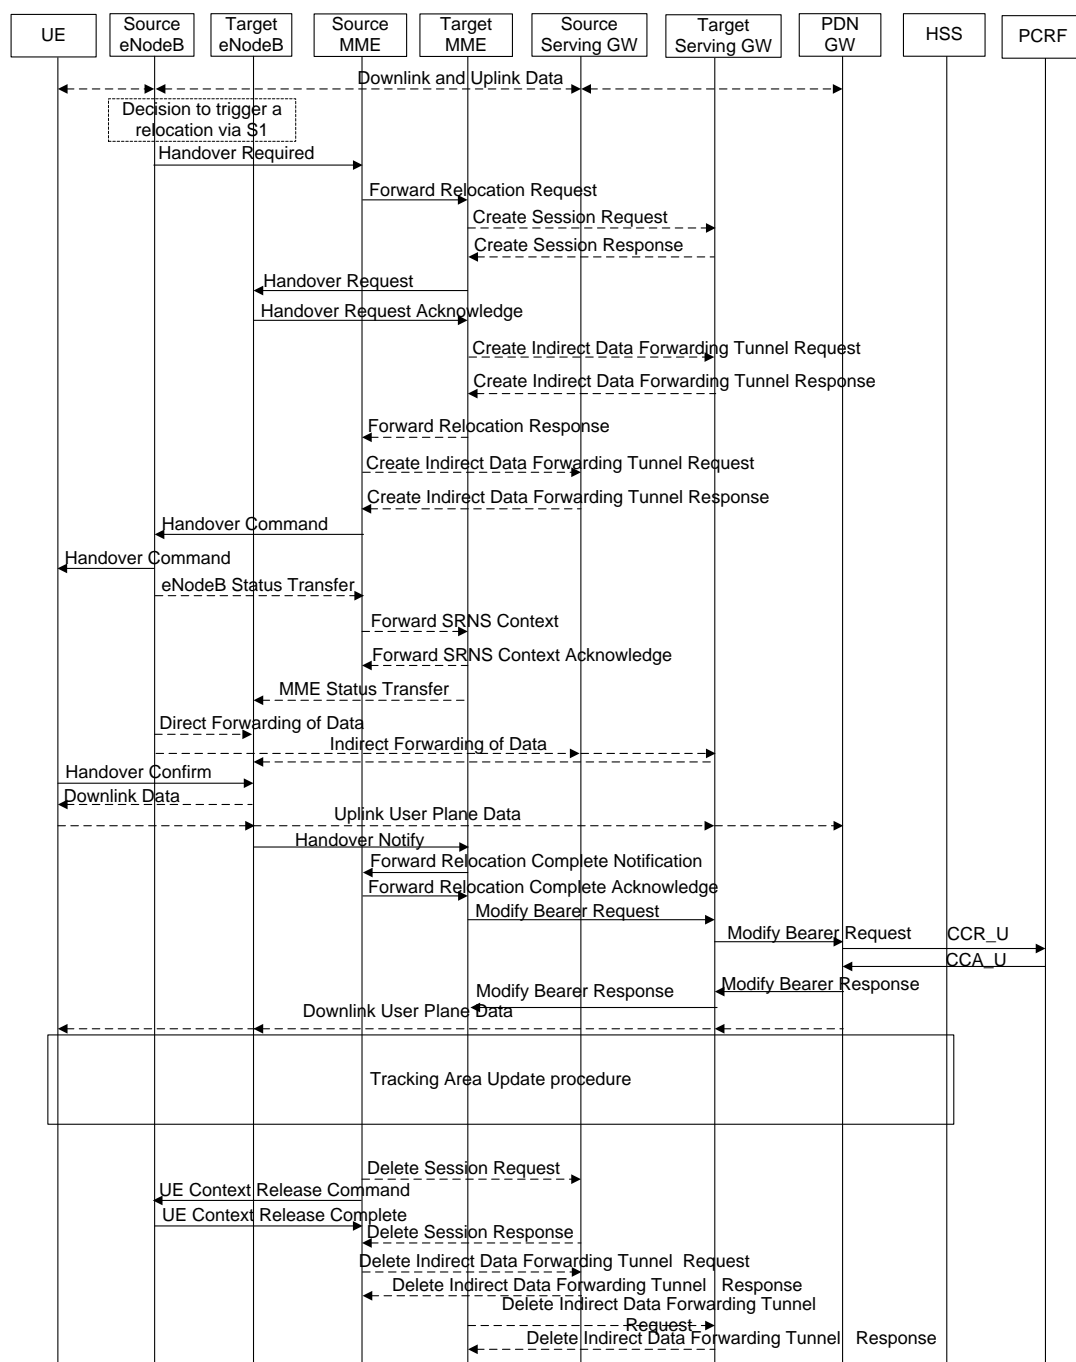 UE
Source
eNodeB
Target
eNodeB
Source
MME
Target
MME
Source
Serving GW
Target
Serving GW
PDN
GW
HSS
PCRF
Downlink and Uplink Data
Decision to trigger a
relocation via S1
Handover Required
Forward Relocation Request
Create Session Request
Create Session Response
Handover Request
Handover Request Acknowledge
Create Indirect Data Forwarding Tunnel Request
Create Indirect Data Forwarding Tunnel Response
Forward Relocation Response
Create Indirect Data Forwarding Tunnel Request
Create Indirect Data Forwarding Tunnel Response
Handover Command
Handover Command
eNodeB Status Transfer
Forward SRNS Context
Forward SRNS Context Acknowledge
MME Status Transfer
Direct Forwarding of Data
Indirect Forwarding of Data
Handover Confirm
Downlink Data
Uplink User Plane Data
Handover Notify
Forward Relocation Complete Notification
Forward Relocation Complete Acknowledge
Modify Bearer Request
Modify Bearer Request
CCR_U
CCA_U
Modify Bearer Response
Modify Bearer Response
Downlink User Plane Data
Tracking Area Update procedure
Delete Session Request
UE Context Release Command
UE Context Release Complete
Delete Session Response
Delete Indirect Data Forwarding Tunnel Request
Delete Indirect Data Forwarding Tunnel Response
Delete Indirect Data Forwarding Tunnel
Request
Delete Indirect Data Forwarding Tunnel Response